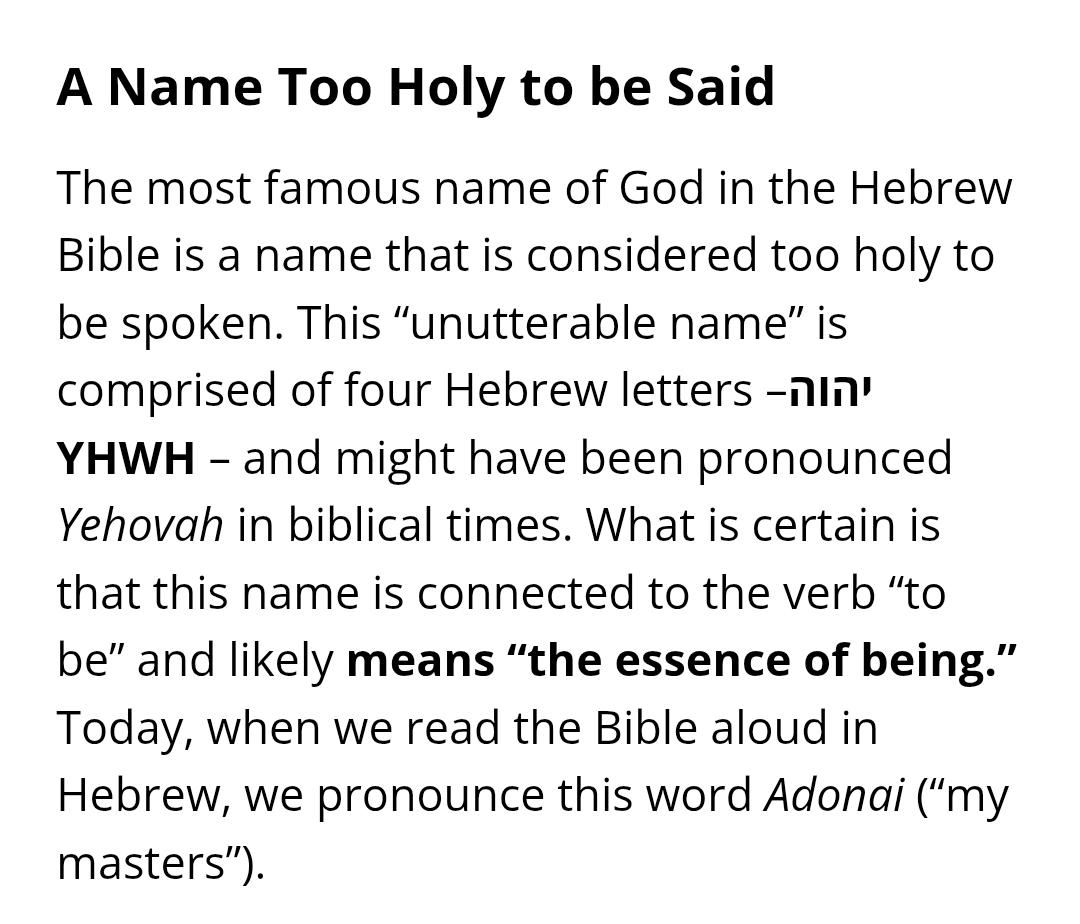 A Name Too Holy to be Said
The most famous name of God in the Hebrew
Bible is a name that is considered too holy to
be spoken. This “unutterable name” is
comprised of four Hebrew letters –יהוה
YHWH – and might have been pronounced
Yehovah in biblical times. What is certain is
that this name is connected to the verb “to
be” and likely means “the essence of being.”
Today, when we read the Bible aloud in
Hebrew, we pronounce this word Adonai (“my
masters”).